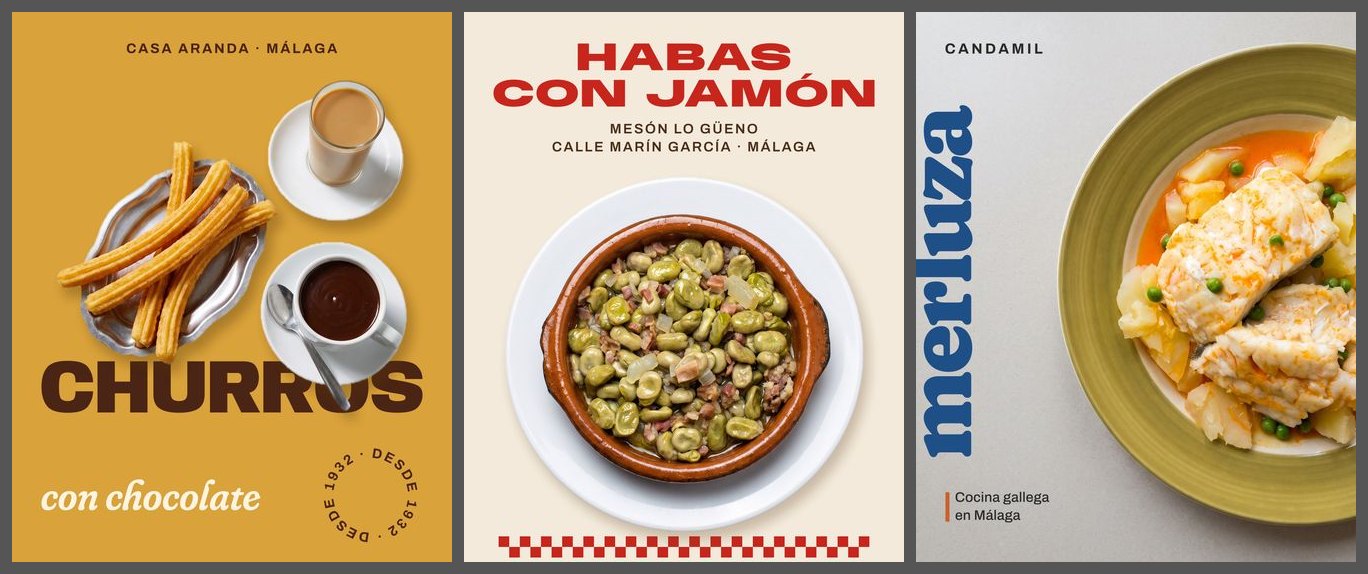 CASA ARANDA · MÁLAGA
CHURROS
con chocolate
DESDE 1932 · DESDE 1932 ·
HABAS
CON JAMÓN
MESÓN LO GÜENO
CALLE MARÍN GARCÍA · MÁLAGA
CANDAMIL
merluza
Cocina gallega
en Málaga